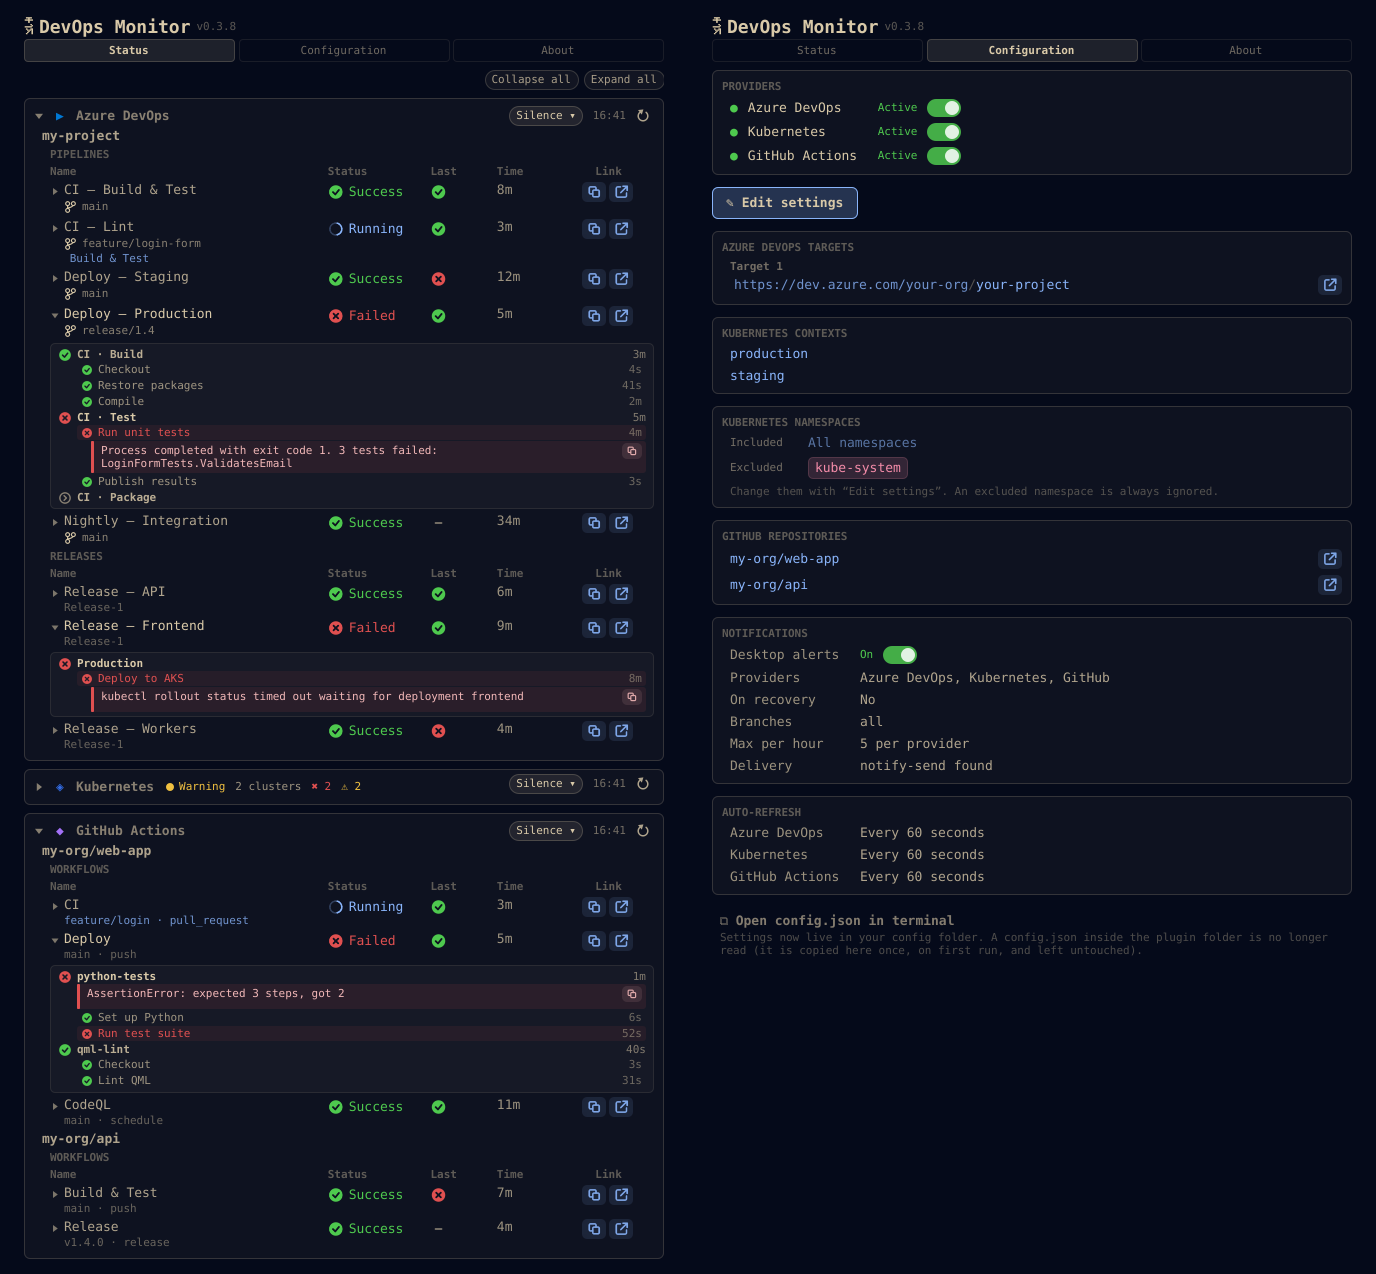 DevOps Monitor v0.3.8
Status Configuration About
Collapse all Expand all
Azure DevOps Silence ▾ 16:41
my-project
PIPELINES
Name Status Last Time Link
CI – Build & Test Success 8m
main
CI – Lint Running 3m
feature/login-form
Build & Test
Deploy – Staging Success 12m
main
Deploy – Production Failed 5m
release/1.4
CI · Build 3m
Checkout 4s
Restore packages 41s
Compile 2m
CI · Test 5m
Run unit tests 4m
Process completed with exit code 1. 3 tests failed:
LoginFormTests.ValidatesEmail
Publish results 3s
CI · Package
Nightly – Integration Success – 34m
main
RELEASES
Name Status Last Time Link
Release – API Success 6m
Release-1
Release – Frontend Failed 9m
Release-1
Production
Deploy to AKS 8m
kubectl rollout status timed out waiting for deployment frontend
Release – Workers Success 4m
Release-1
Kubernetes ● Warning 2 clusters ✖ 2 ⚠ 2 Silence ▾ 16:41
GitHub Actions Silence ▾ 16:41
my-org/web-app
WORKFLOWS
Name Status Last Time Link
CI Running 3m
feature/login · pull_request
Deploy Failed 5m
main · push
python-tests 1m
AssertionError: expected 3 steps, got 2
Set up Python 6s
Run test suite 52s
qml-lint 40s
Checkout 3s
Lint QML 31s
CodeQL Success 11m
main · schedule
my-org/api
WORKFLOWS
Name Status Last Time Link
Build & Test Success 7m
main · push
Release Success – 4m
v1.4.0 · release
DevOps Monitor v0.3.8
Status Configuration About
PROVIDERS
Azure DevOps Active
Kubernetes Active
GitHub Actions Active
✎ Edit settings
AZURE DEVOPS TARGETS
Target 1
https://dev.azure.com/your-org/your-project
KUBERNETES CONTEXTS
production
staging
KUBERNETES NAMESPACES
Included All namespaces
Excluded kube-system
Change them with “Edit settings”. An excluded namespace is always ignored.
GITHUB REPOSITORIES
my-org/web-app
my-org/api
NOTIFICATIONS
Desktop alerts On
Providers Azure DevOps, Kubernetes, GitHub
On recovery No
Branches all
Max per hour 5 per provider
Delivery notify-send found
AUTO-REFRESH
Azure DevOps Every 60 seconds
Kubernetes Every 60 seconds
GitHub Actions Every 60 seconds
Open config.json in terminal
Settings now live in your config folder. A config.json inside the plugin folder is no longer
read (it is copied here once, on first run, and left untouched).